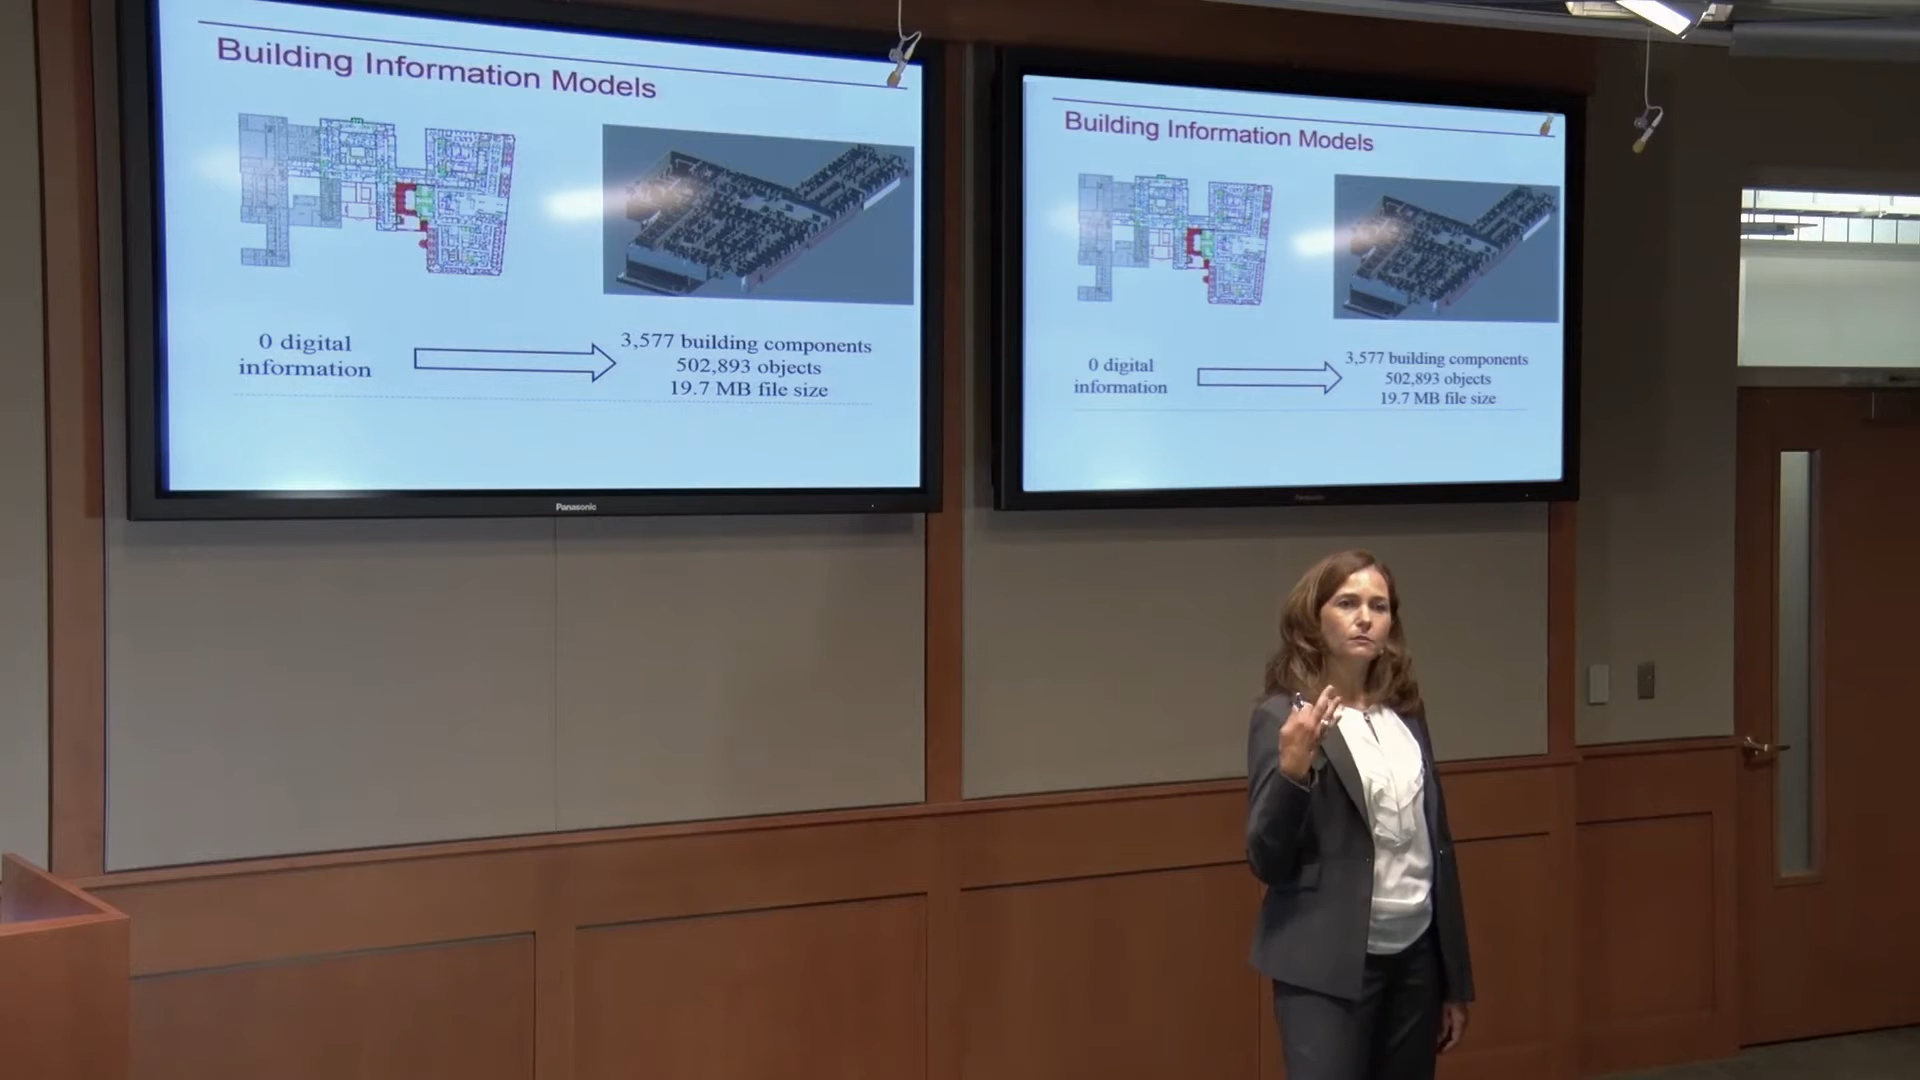 Building Information Models
0 digital
information
3,577 building components
502,893 objects
19.7 MB file size
Panasonic
Building Information Models
0 digital
information
3,577 building components
502,893 objects
19.7 MB file size
Panasonic